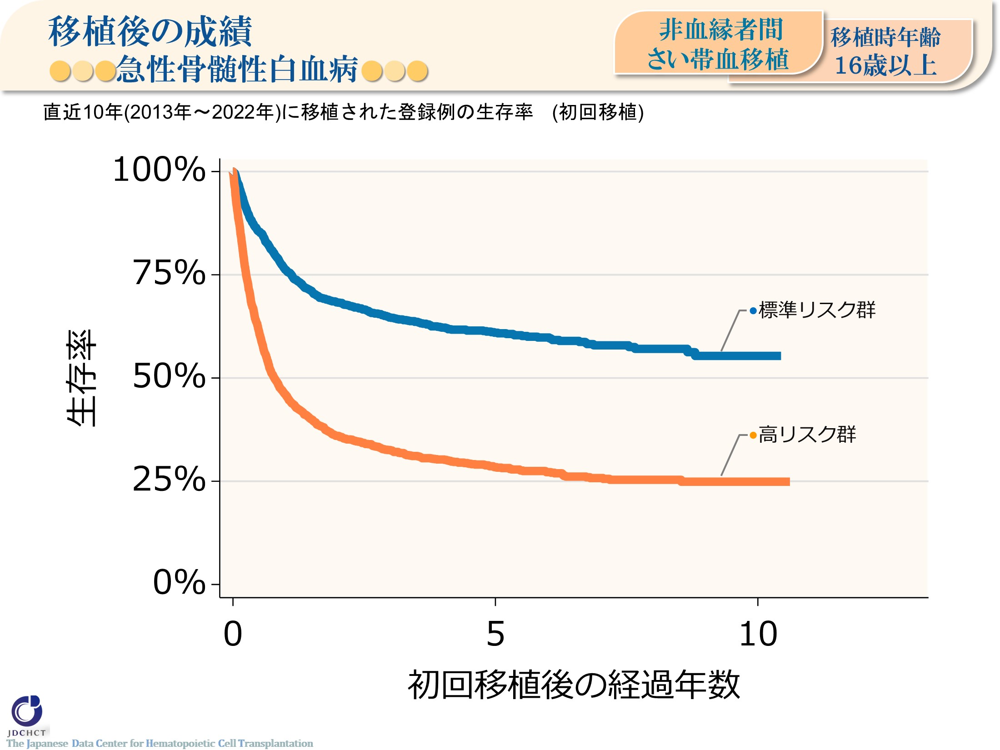 移植後の成績
急性骨髄性白血病
非血縁者間
さい帯血移植
移植時年齢
16歳以上
直近10年(2013年～2022年)に移植された登録例の生存率　(初回移植)
100%
75%
50%
25%
0%
生存率
標準リスク群
高リスク群
0
5
10
初回移植後の経過年数
JDCHCT
The Japanese Data Center for Hematopoietic Cell Transplantation